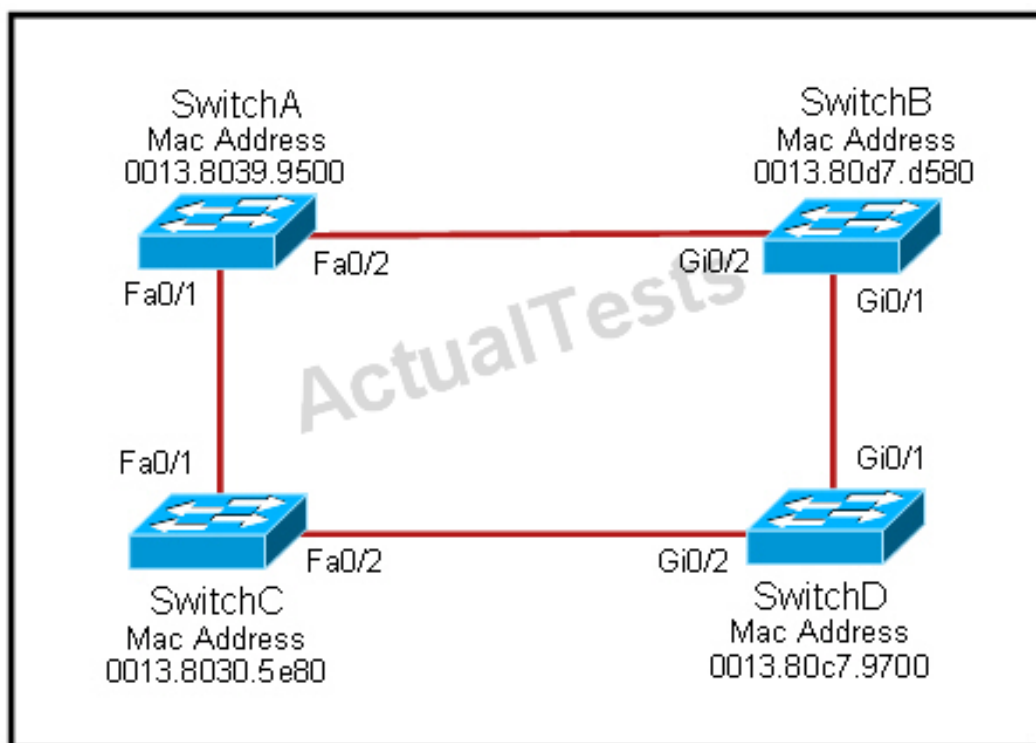 SwitchA
Mac Address
0013.8039.9500
SwitchB
Mac Address
0013.80d7.d580
Fa0/2
Gi0/2
Fa0/1
Gi0/1
ActualTests
Fa0/1
Gi0/1
Fa0/2
Gi0/2
SwitchC
Mac Address
0013.8030.5e80
SwitchD
Mac Address
0013.80c7.9700